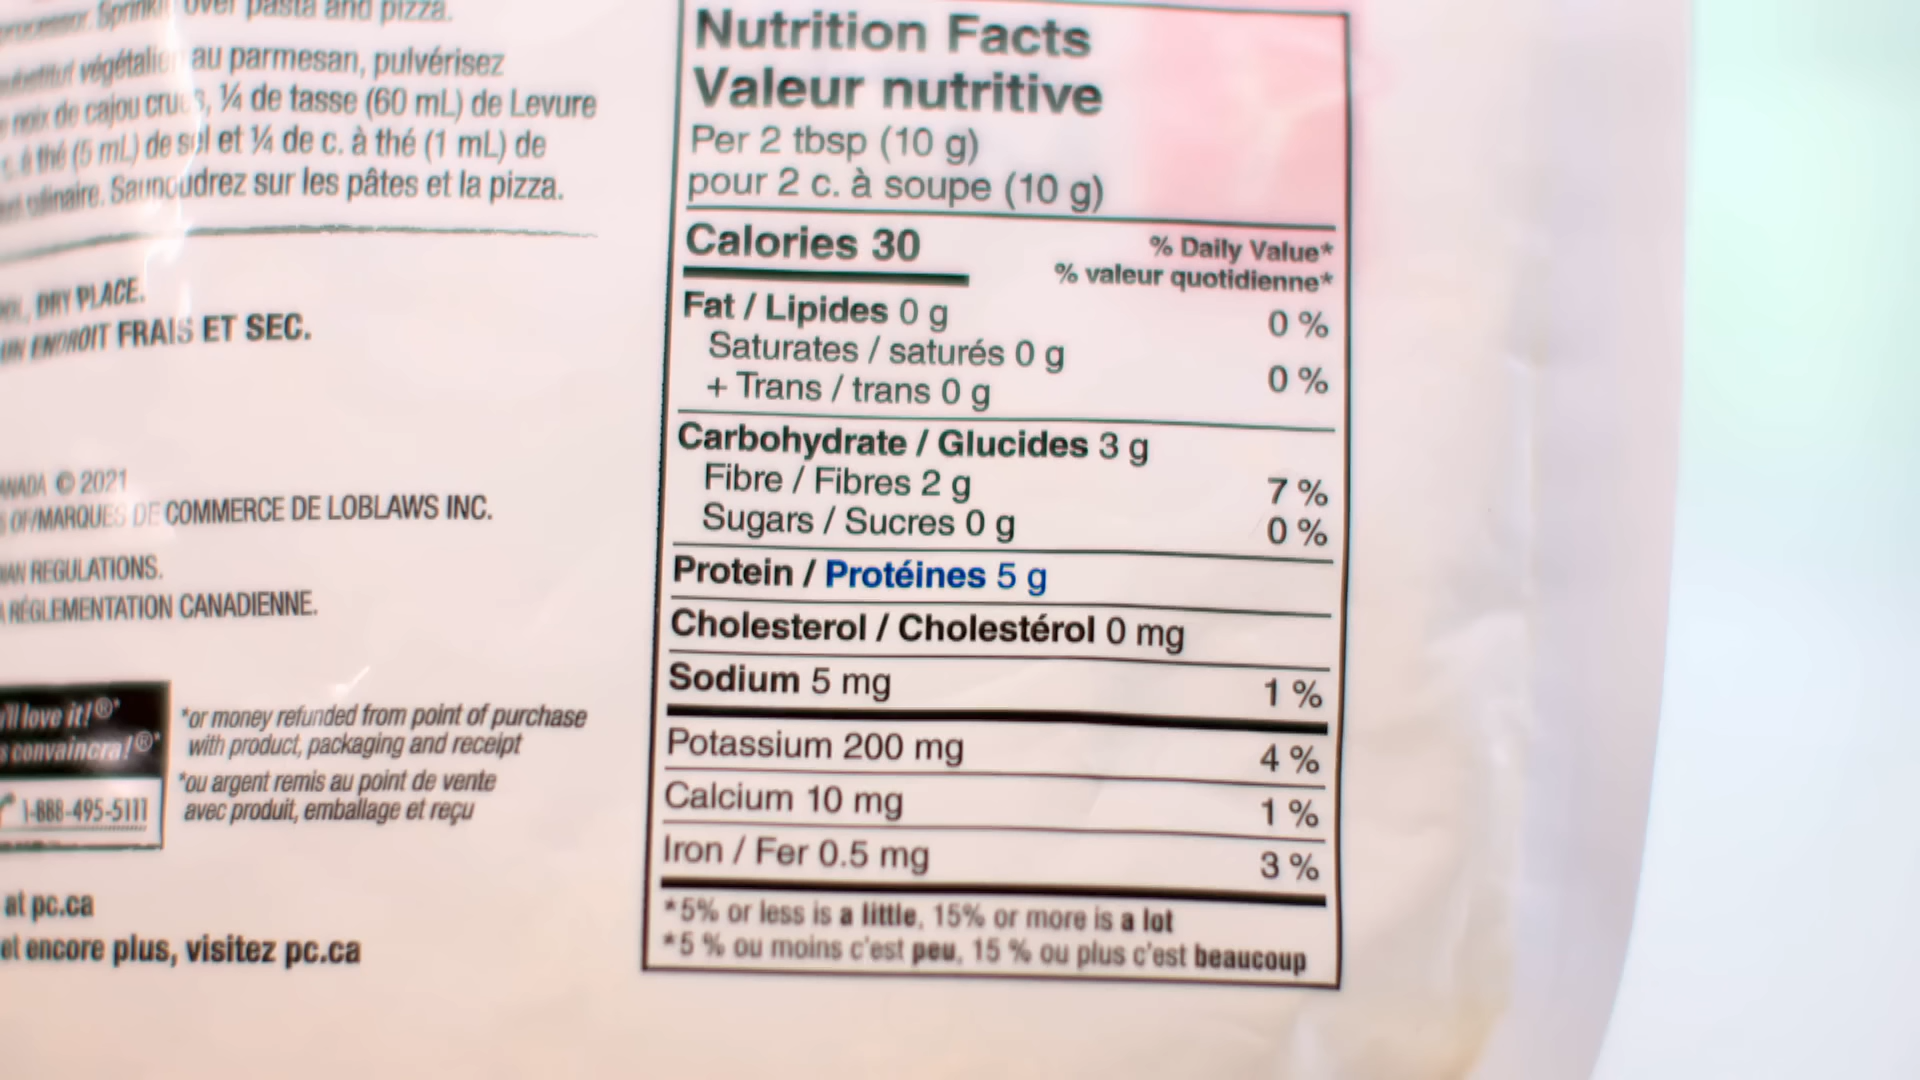 Sprinkle over pasta and pizza.
végétalien au parmesan, pulvérisez
noix de cajou crues, ¼ de tasse (60 mL) de Levure
c. à thé (5 mL) de sel et ¼ de c. à thé (1 mL) de
Saupoudrez sur les pâtes et la pizza.
DRY PLACE.
UN ENDROIT FRAIS ET SEC.
© 2021
OF/MARQUES DE COMMERCE DE LOBLAWS INC.
REGULATIONS.
RÉGLEMENTATION CANADIENNE.
love it!®*
convaincra!®*
1-888-495-5111
*or money refunded from point of purchase
with product, packaging and receipt
*ou argent remis au point de vente
avec produit, emballage et reçu
at pc.ca
et encore plus, visitez pc.ca
Nutrition Facts
Valeur nutritive
Per 2 tbsp (10 g)
pour 2 c. à soupe (10 g)
Calories 30
% Daily Value*
% valeur quotidienne*
Fat / Lipides 0 g 0 %
Saturates / saturés 0 g
+ Trans / trans 0 g 0 %
Carbohydrate / Glucides 3 g
Fibre / Fibres 2 g 7 %
Sugars / Sucres 0 g 0 %
Protein / Protéines 5 g
Cholesterol / Cholestérol 0 mg
Sodium 5 mg 1 %
Potassium 200 mg 4 %
Calcium 10 mg 1 %
Iron / Fer 0.5 mg 3 %
*5% or less is a little, 15% or more is a lot
*5 % ou moins c'est peu, 15 % ou plus c'est beaucoup